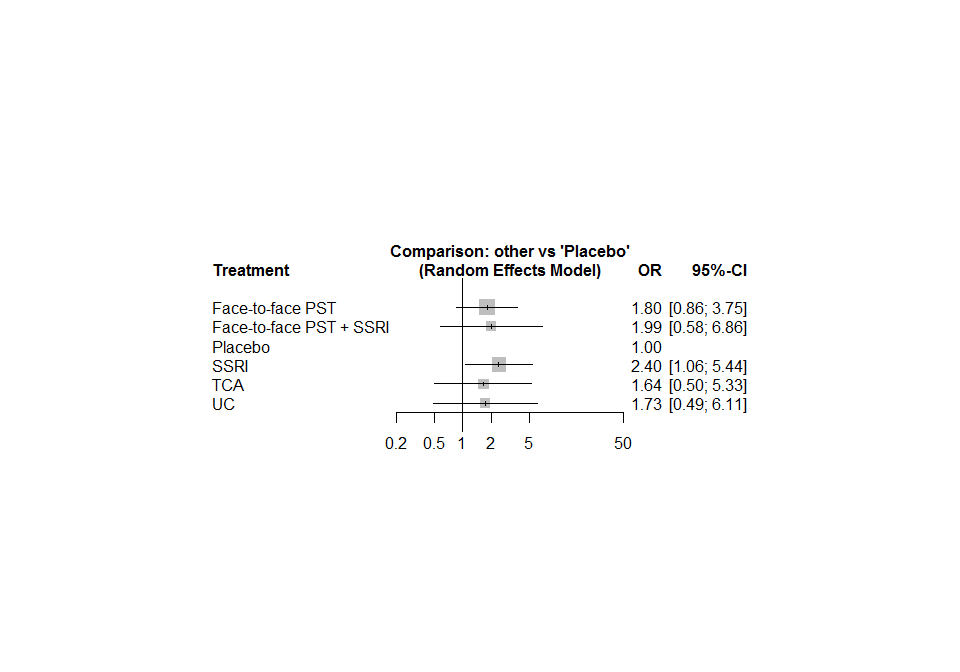 Comparison: other vs 'Placebo'
Treatment (Random Effects Model) OR 95%-CI
Face-to-face PST 1.80 [0.86; 3.75]
Face-to-face PST + SSRI 1.99 [0.58; 6.86]
Placebo 1.00
SSRI 2.40 [1.06; 5.44]
TCA 1.64 [0.50; 5.33]
UC 1.73 [0.49; 6.11]
0.2 0.5 1 2 5 50